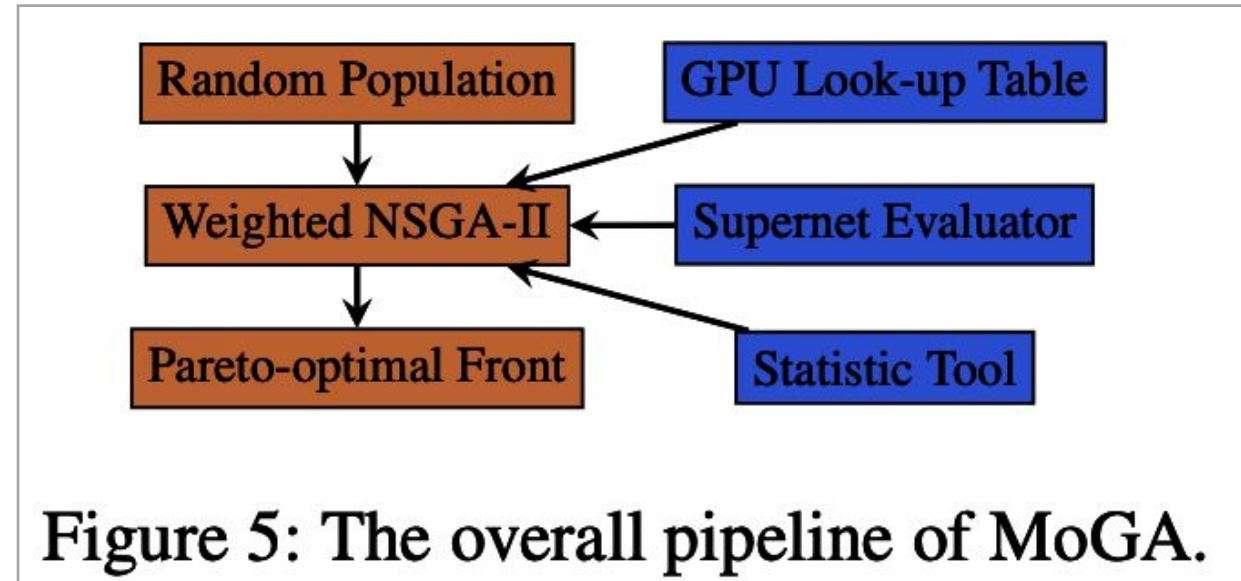 Random Population
GPU Look-up Table
Weighted NSGA-II
Supernet Evaluator
Pareto-optimal Front
Statistic Tool
Figure 5: The overall pipeline of MoGA.